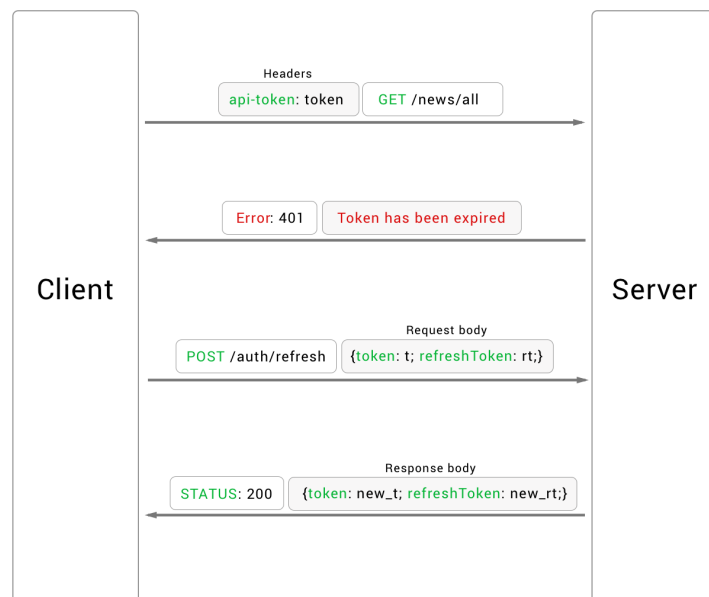 Headers
api-token: token GET /news/all
Error: 401 Token has been expired
Client
Server
Request body
POST /auth/refresh {token: t; refreshToken: rt;}
Response body
STATUS: 200 {token: new_t; refreshToken: new_rt;}